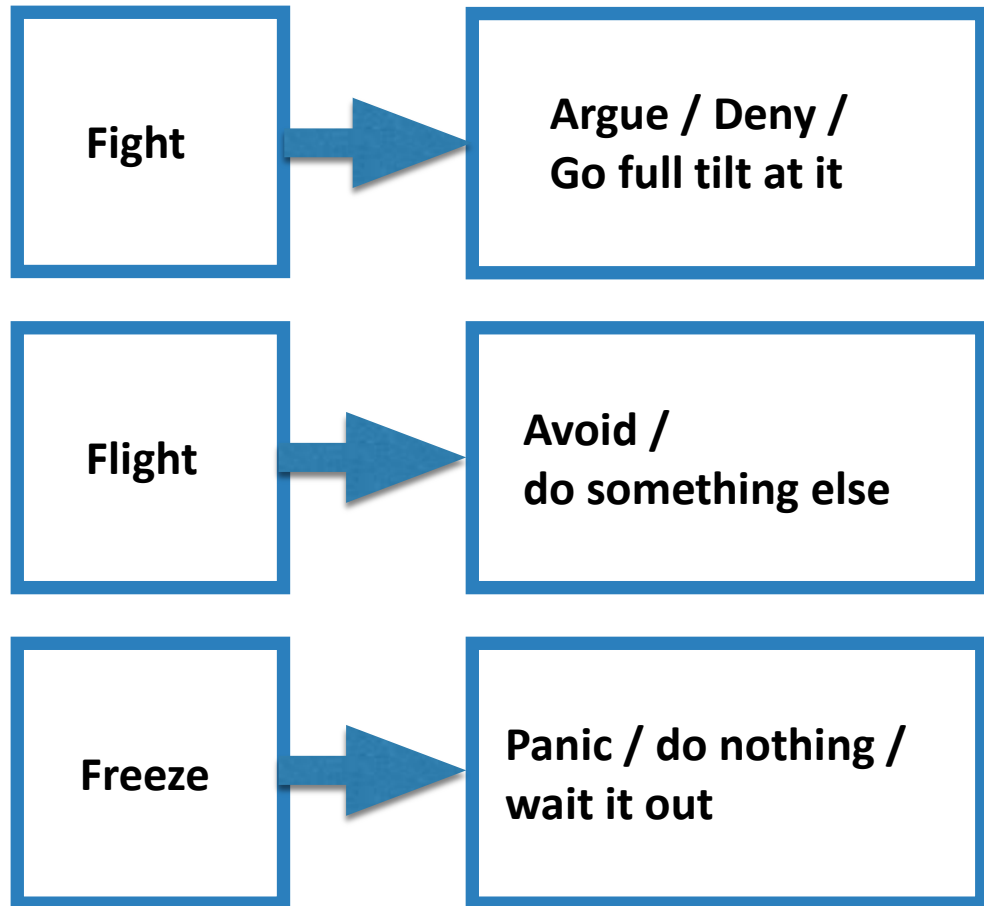 Fight
Argue / Deny /
Go full tilt at it
Flight
Avoid /
do something else
Freeze
Panic / do nothing /
wait it out